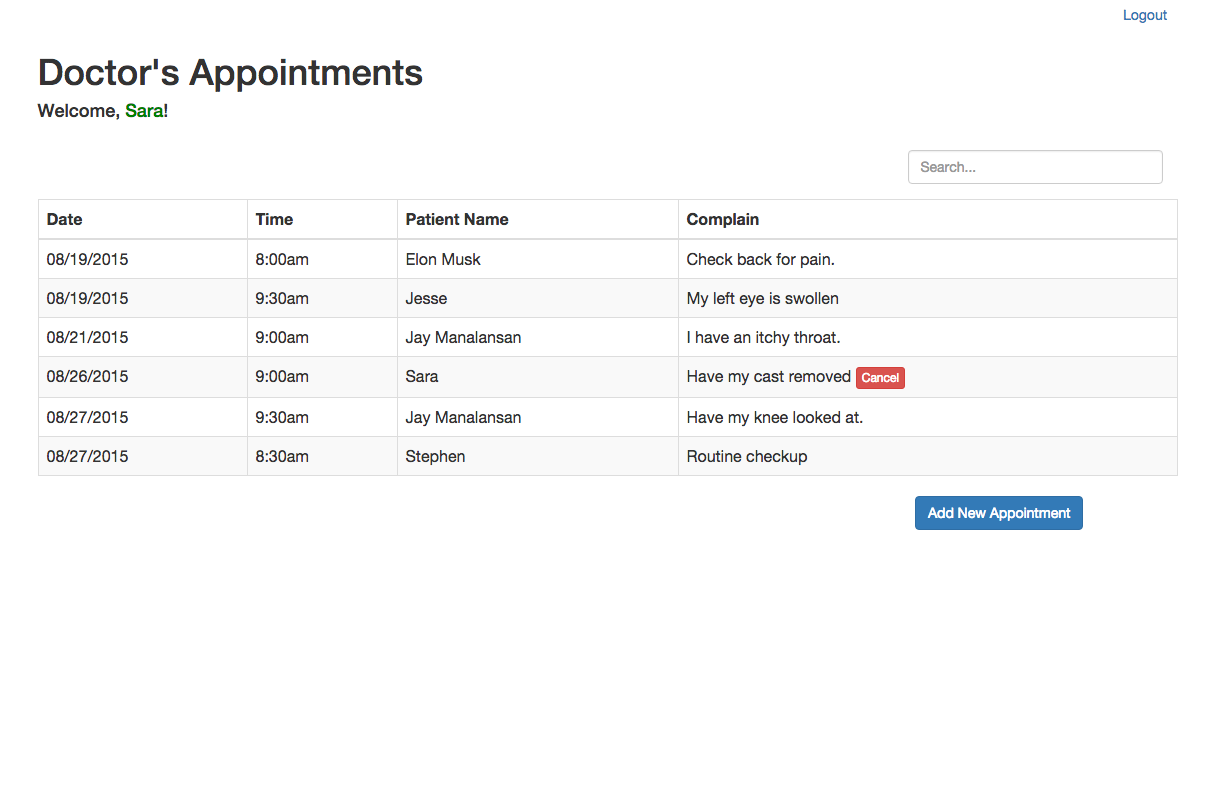 Logout
Doctor's Appointments
Welcome, Sara!
Search...
Date Time Patient Name Complain
08/19/2015 8:00am Elon Musk Check back for pain.
08/19/2015 9:30am Jesse My left eye is swollen
08/21/2015 9:00am Jay Manalansan I have an itchy throat.
08/26/2015 9:00am Sara Have my cast removed Cancel
08/27/2015 9:30am Jay Manalansan Have my knee looked at.
08/27/2015 8:30am Stephen Routine checkup
Add New Appointment